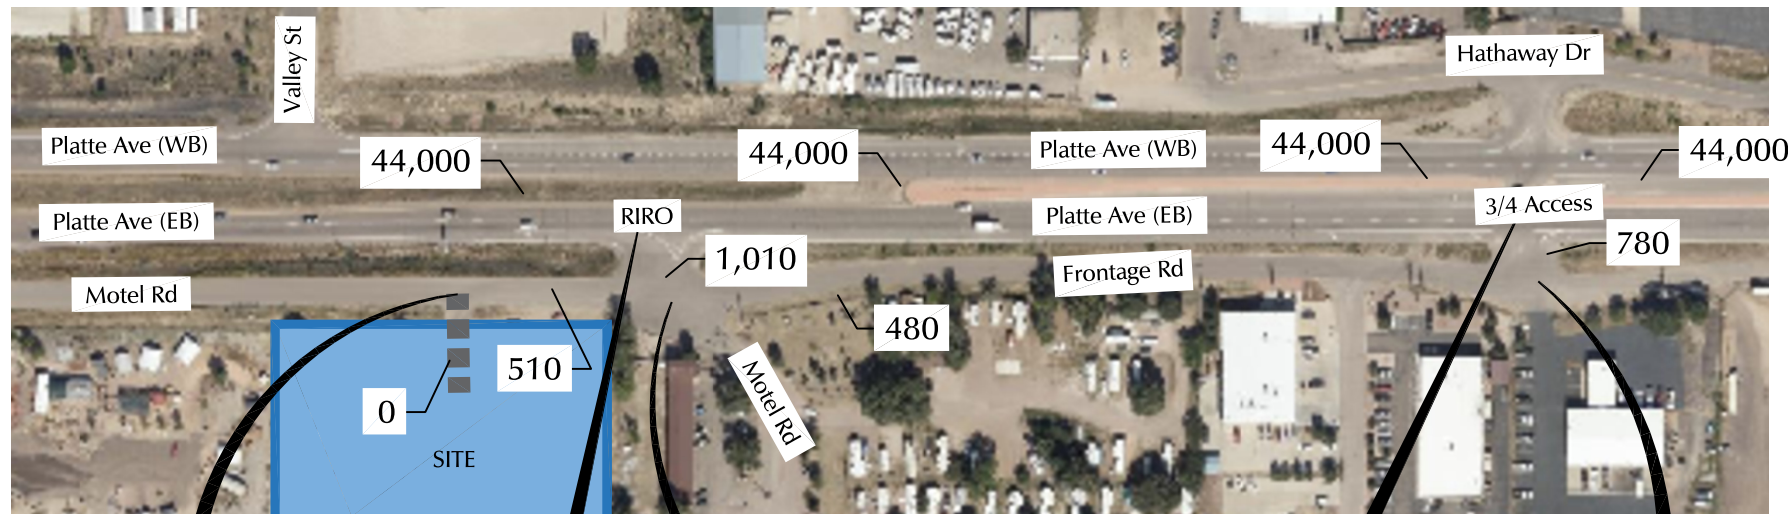 Valley St
Hathaway Dr
Platte Ave (WB)
44,000
44,000
Platte Ave (WB)
44,000
44,000
Platte Ave (EB)
RIRO
Platte Ave (EB)
3/4 Access
1,010
780
Motel Rd
Frontage Rd
480
510
Motel Rd
0
SITE